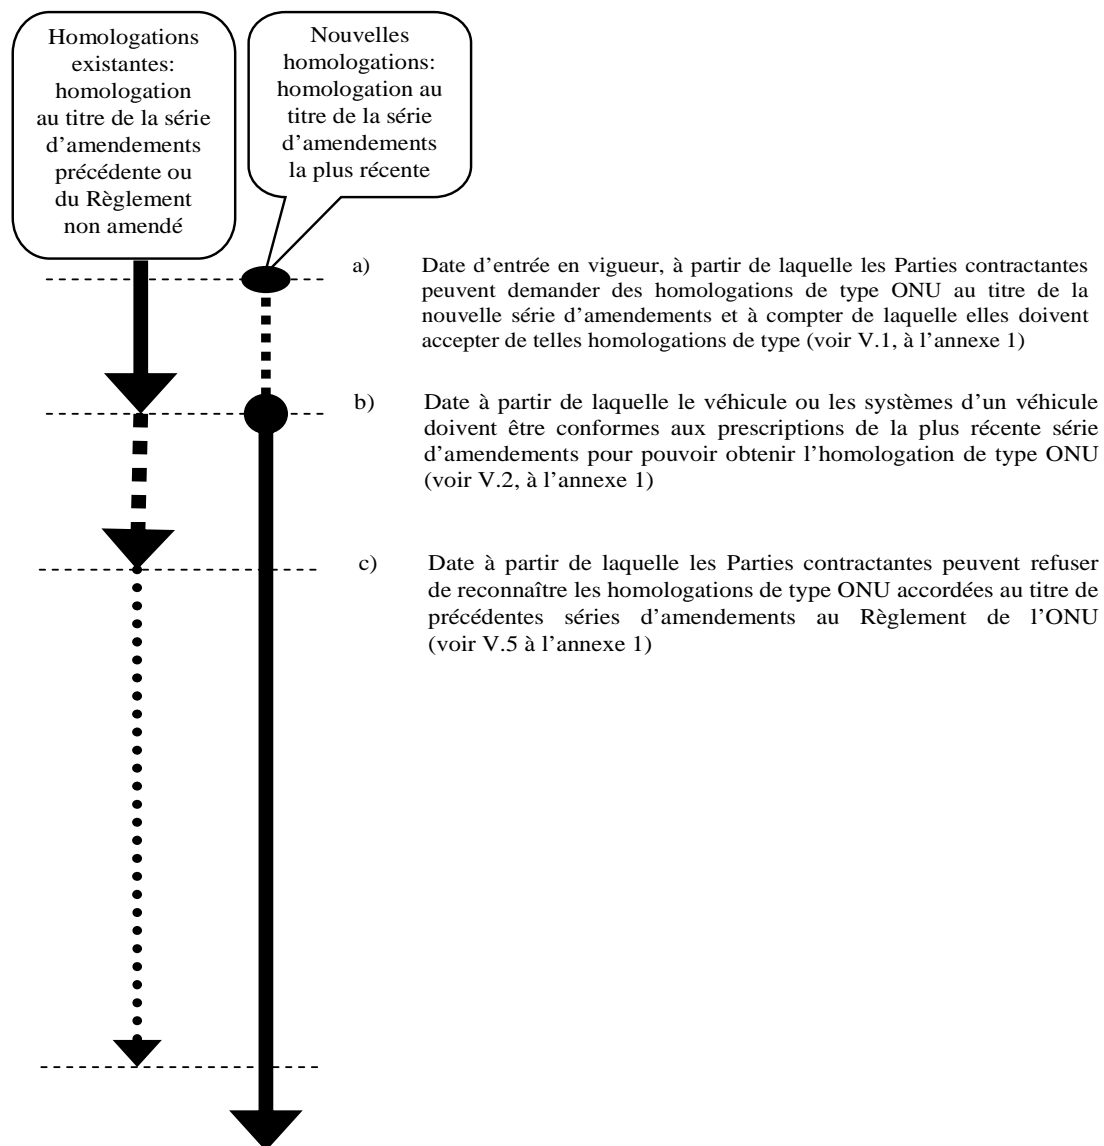 Homologations
existantes:
homologation
au titre de la série
d’amendements
précédente ou
du Règlement
non amendé
Nouvelles
homologations:
homologation au
titre de la série
d’amendements
la plus récente
a) Date d’entrée en vigueur, à partir de laquelle les Parties contractantes
peuvent demander des homologations de type ONU au titre de la
nouvelle série d’amendements et à compter de laquelle elles doivent
accepter de telles homologations de type (voir V.1, à l’annexe 1)
b) Date à partir de laquelle le véhicule ou les systèmes d’un véhicule
doivent être conformes aux prescriptions de la plus récente série
d’amendements pour pouvoir obtenir l’homologation de type ONU
(voir V.2, à l’annexe 1)
c) Date à partir de laquelle les Parties contractantes peuvent refuser
de reconnaître les homologations de type ONU accordées au titre de
précédentes séries d’amendements au Règlement de l’ONU
(voir V.5 à l’annexe 1)